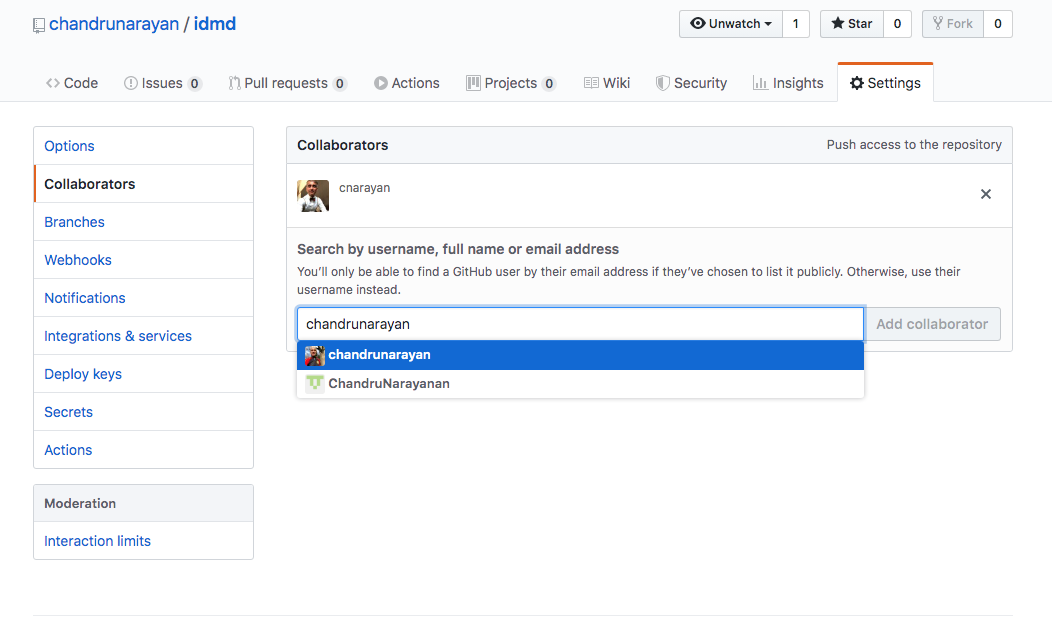 chandrunarayan / idmd
Unwatch 1 Star 0 Fork 0
Code Issues 0 Pull requests 0 Actions Projects 0 Wiki Security Insights Settings
Options
Collaborators
Branches
Webhooks
Notifications
Integrations & services
Deploy keys
Secrets
Actions
Moderation
Interaction limits
Collaborators Push access to the repository
cnarayan
Search by username, full name or email address
You'll only be able to find a GitHub user by their email address if they've chosen to list it publicly. Otherwise, use their
username instead.
chandrunarayan Add collaborator
chandrunarayan
ChandruNarayanan